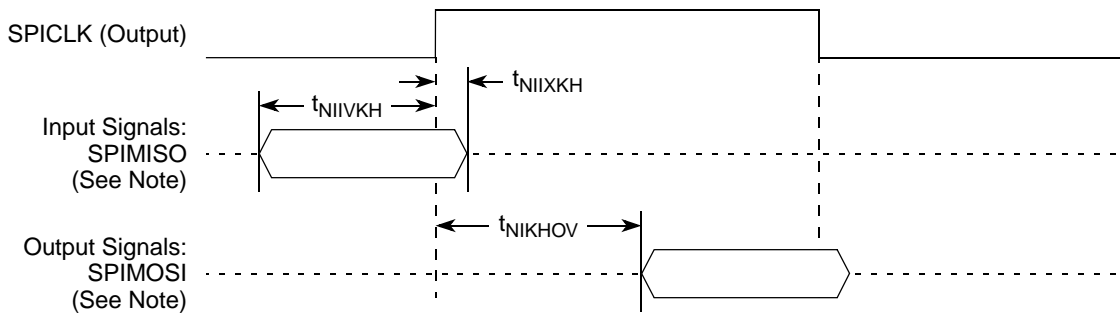 SPICLK (Output)
tNIIXKH
tNIIVKH
Input Signals:
SPIMISO
(See Note)
tNIKHOV
Output Signals:
SPIMOSI
(See Note)